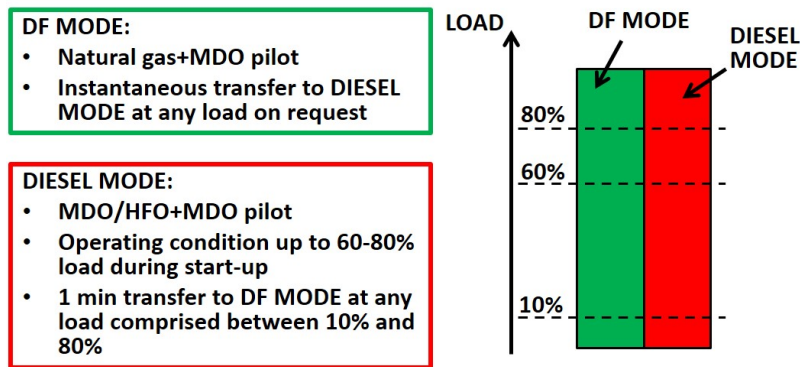 DF MODE:
• Natural gas+MDO pilot
• Instantaneous transfer to DIESEL
MODE at any load on request
DIESEL MODE:
• MDO/HFO+MDO pilot
• Operating condition up to 60-80%
load during start-up
• 1 min transfer to DF MODE at any
load comprised between 10% and
80%
LOAD
DF MODE
DIESEL
MODE
80%
60%
10%